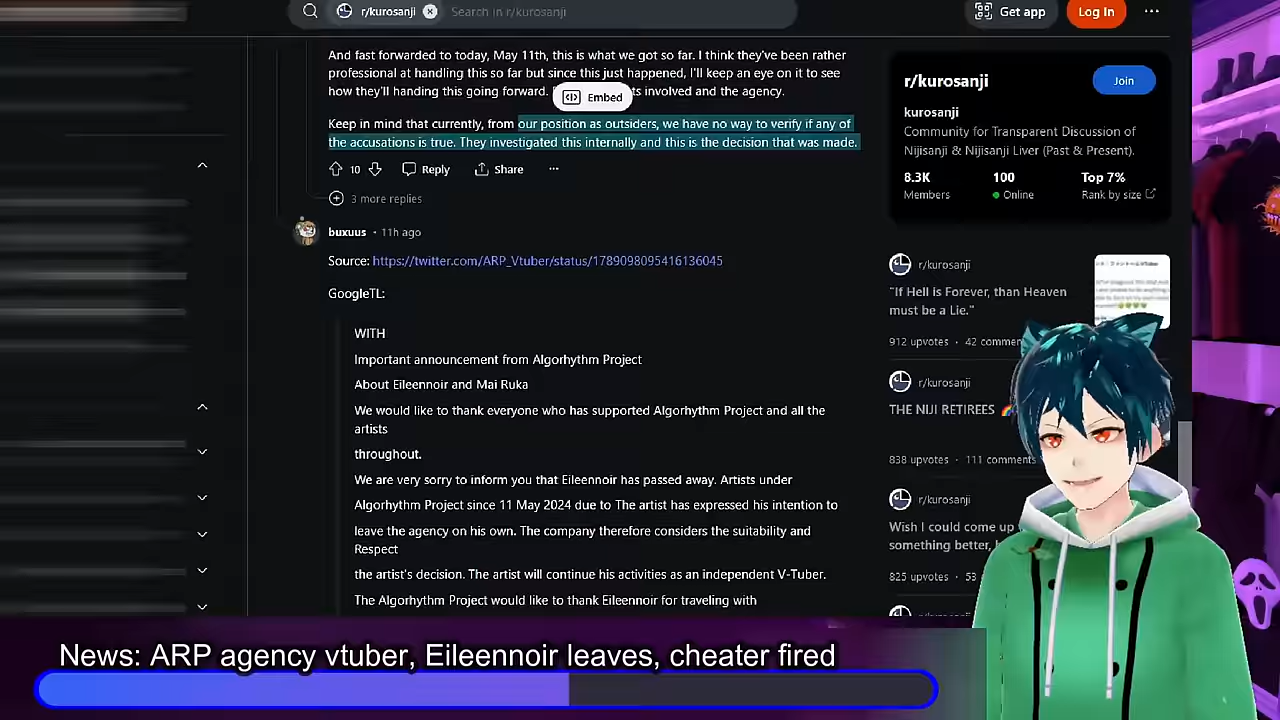 r/kurosanji
Search in r/kurosanji
Get app
Log In
And fast forwarded to today, May 11th, this is what we got so far. I think they've been rather
professional at handling this so far but since this just happened, I'll keep an eye on it to see
how they'll handing this going forward.
ts involved and the agency.
Embed
Keep in mind that currently, from our position as outsiders, we have no way to verify if any of
the accusations is true. They investigated this internally and this is the decision that was made.
10
Reply
Share
3 more replies
buxuus • 11h ago
Source: https://twitter.com/ARP_Vtuber/status/1789098095416136045
GoogleTL:
WITH
Important announcement from Algorhythm Project
About Eileennoir and Mai Ruka
We would like to thank everyone who has supported Algorhythm Project and all the
artists
throughout.
We are very sorry to inform you that Eileennoir has passed away. Artists under
Algorhythm Project since 11 May 2024 due to The artist has expressed his intention to
leave the agency on his own. The company therefore considers the suitability and
Respect
the artist's decision. The artist will continue his activities as an independent V-Tuber.
The Algorhythm Project would like to thank Eileennoir for traveling with
r/kurosanji
Join
kurosanji
Community for Transparent Discussion of
Nijisanji & Nijisanji Liver (Past & Present).
8.3K 100 Top 7%
Members Online Rank by size
r/kurosanji
"If Hell is Forever, than Heaven
must be a Lie."
912 upvotes • 42 commen
r/kurosanji
THE NIJI RETIREES
838 upvotes • 111 comments
r/kurosanji
Wish I could come up
something better,
825 upvotes • 53
News: ARP agency vtuber, Eileennoir leaves, cheater fired